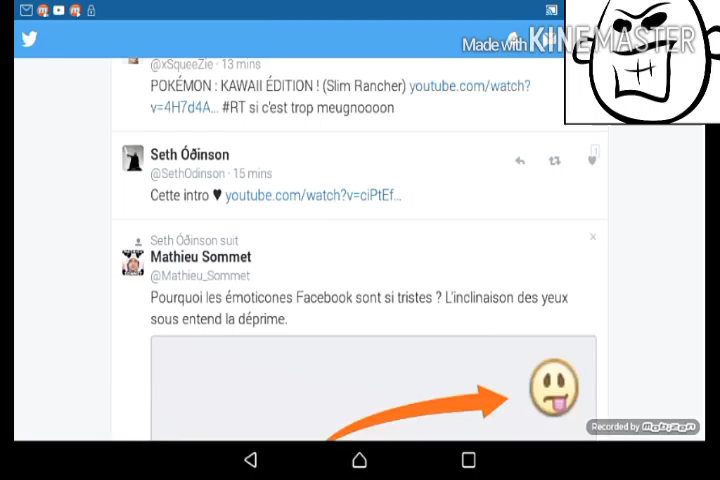 Made with KINEMASTER
@xSqueeZie · 13 mins
POKÉMON : KAWAII ÉDITION ! (Slim Rancher) youtube.com/watch?
v=4H7d4A... #RT si c'est trop meugnoooon
Seth Óðinson
@SethOdinson · 15 mins
1
Cette intro ♥ youtube.com/watch?v=ciPtEf...
Seth Óðinson suit
Mathieu Sommet
@Mathieu_Sommet
Pourquoi les émoticones Facebook sont si tristes ? L'inclinaison des yeux
sous entend la déprime.
Recorded by mobizen